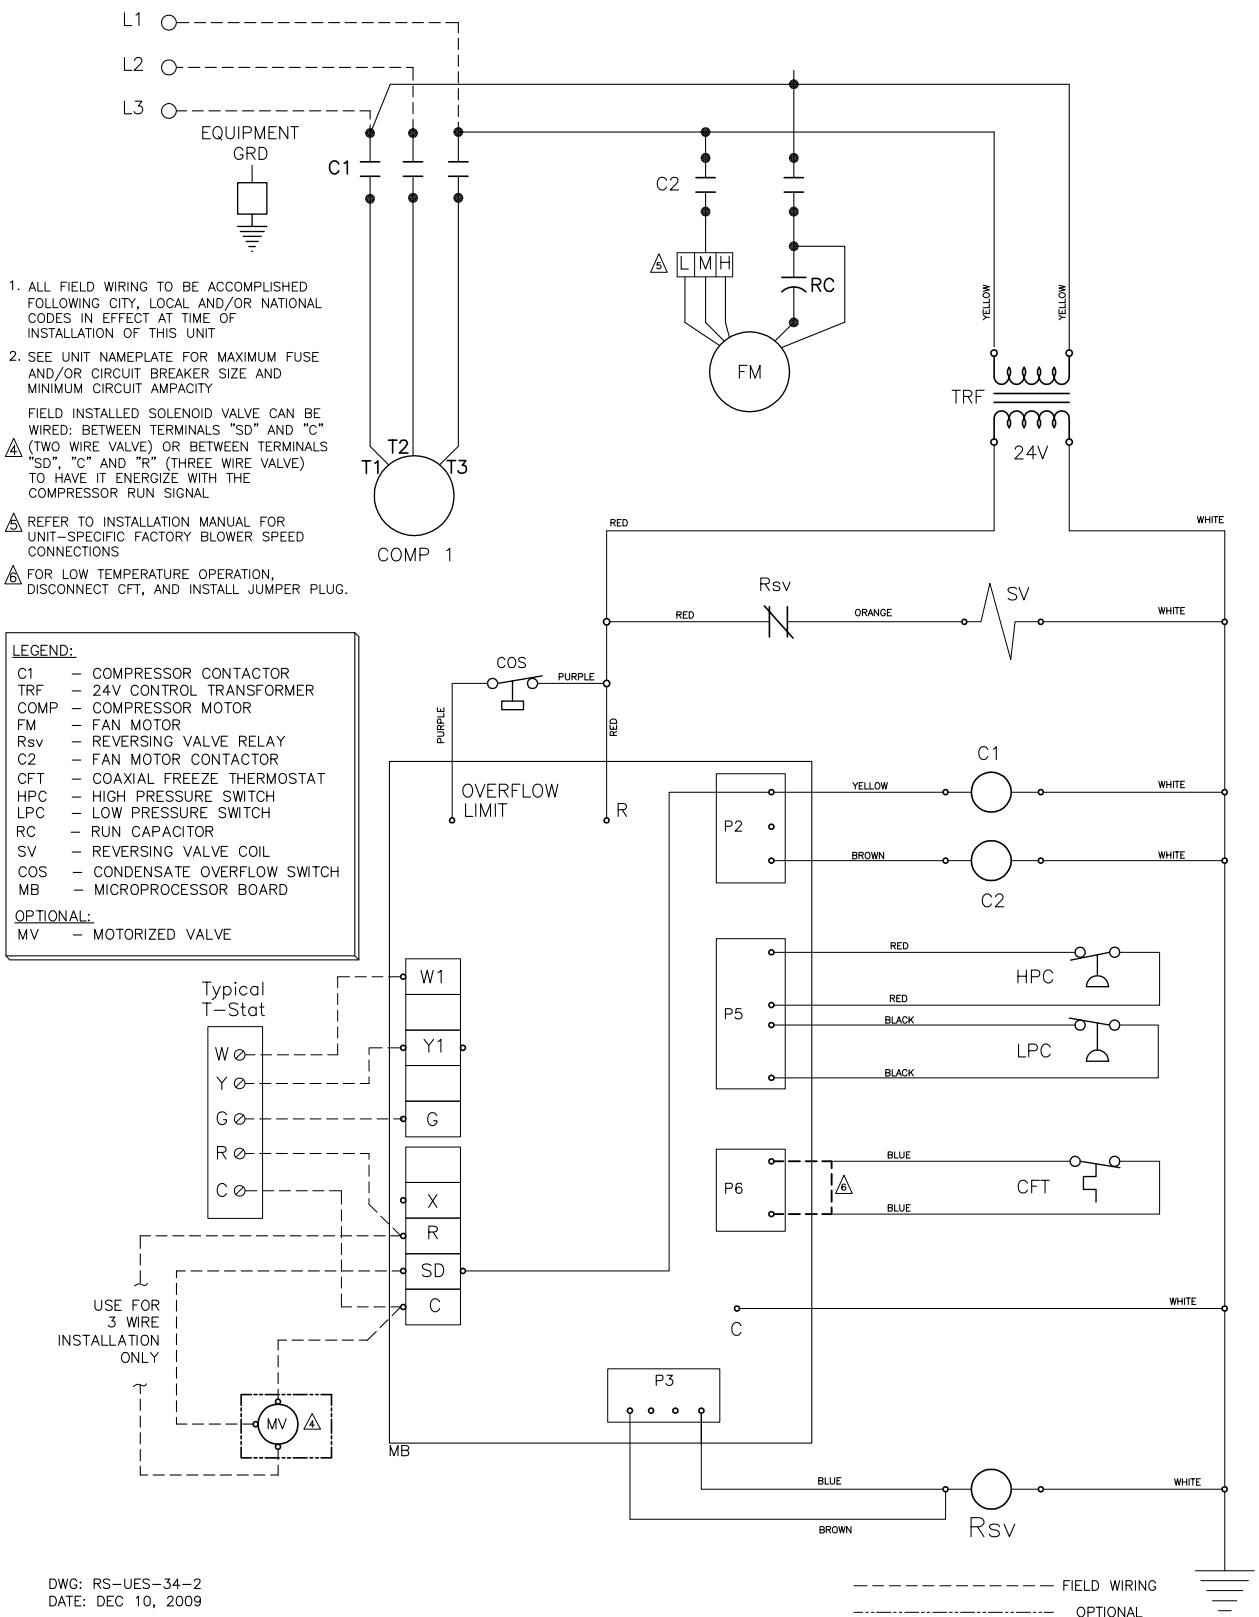 L1
L2
L3
EQUIPMENT
GRD
C1
C2
5
L M H
RC
FM
YELLOW
YELLOW
TRF
24V
1. ALL FIELD WIRING TO BE ACCOMPLISHED
FOLLOWING CITY, LOCAL AND/OR NATIONAL
CODES IN EFFECT AT TIME OF
INSTALLATION OF THIS UNIT
2. SEE UNIT NAMEPLATE FOR MAXIMUM FUSE
AND/OR CIRCUIT BREAKER SIZE AND
MINIMUM CIRCUIT AMPACITY
FIELD INSTALLED SOLENOID VALVE CAN BE
WIRED: BETWEEN TERMINALS "SD" AND "C"
4 (TWO WIRE VALVE) OR BETWEEN TERMINALS
"SD", "C" AND "R" (THREE WIRE VALVE)
TO HAVE IT ENERGIZE WITH THE
COMPRESSOR RUN SIGNAL
5 REFER TO INSTALLATION MANUAL FOR
UNIT-SPECIFIC FACTORY BLOWER SPEED
CONNECTIONS
6 FOR LOW TEMPERATURE OPERATION,
DISCONNECT CFT, AND INSTALL JUMPER PLUG.
T1
T2
T3
COMP 1
RED
WHITE
Rsv
SV
RED
ORANGE
WHITE
COS
PURPLE
PURPLE
RED
LEGEND:
C1 – COMPRESSOR CONTACTOR
TRF – 24V CONTROL TRANSFORMER
COMP – COMPRESSOR MOTOR
FM – FAN MOTOR
Rsv – REVERSING VALVE RELAY
C2 – FAN MOTOR CONTACTOR
CFT – COAXIAL FREEZE THERMOSTAT
HPC – HIGH PRESSURE SWITCH
LPC – LOW PRESSURE SWITCH
RC – RUN CAPACITOR
SV – REVERSING VALVE COIL
COS – CONDENSATE OVERFLOW SWITCH
MB – MICROPROCESSOR BOARD
OPTIONAL:
MV – MOTORIZED VALVE
OVERFLOW
LIMIT
R
P2
YELLOW
C1
WHITE
BROWN
WHITE
C2
P5
RED
HPC
RED
BLACK
LPC
BLACK
P6
6
BLUE
CFT
BLUE
Typical
T-Stat
W
Y
G
R
C
W1
Y1
G
X
R
SD
C
C
WHITE
USE FOR
3 WIRE
INSTALLATION
ONLY
MV
4
P3
MB
BLUE
BROWN
Rsv
WHITE
DWG: RS-UES-34-2
DATE: DEC 10, 2009
FIELD WIRING
OPTIONAL